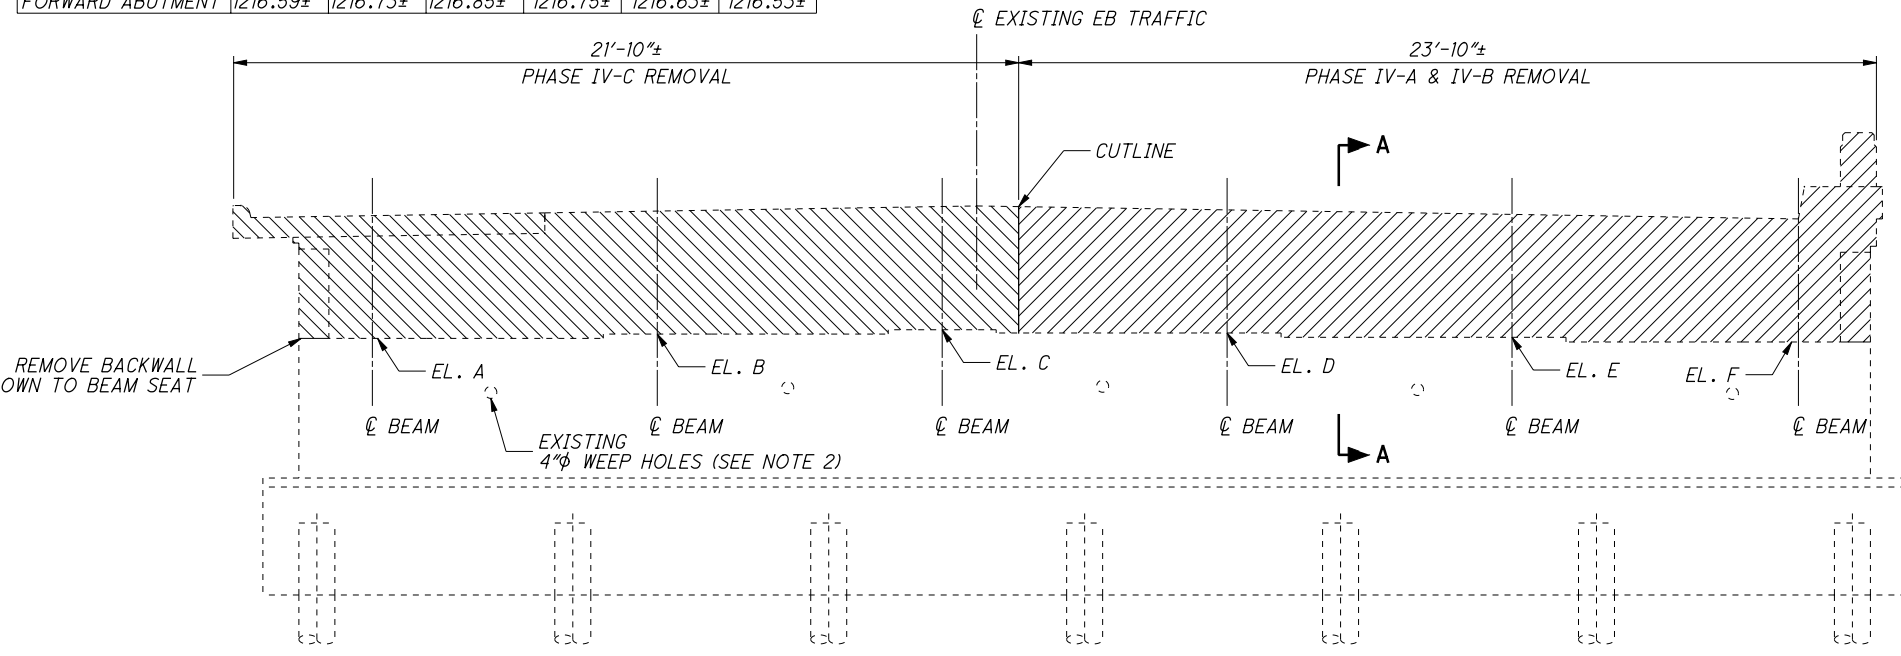 FORWARD ABUTMENT 1216.59± 1216.73± 1216.85± 1216.75± 1216.63± 1216.53±
℄ EXISTING EB TRAFFIC
21'-10"± 23'-10"±
PHASE IV-C REMOVAL PHASE IV-A & IV-B REMOVAL
A
CUTLINE
REMOVE BACKWALL
OWN TO BEAM SEAT
EL. A
EL. B
EL. C
EL. D
EL. E
EL. F
℄ BEAM ℄ BEAM ℄ BEAM ℄ BEAM ℄ BEAM ℄ BEAM
EXISTING
4"ϕ WEEP HOLES (SEE NOTE 2)
A